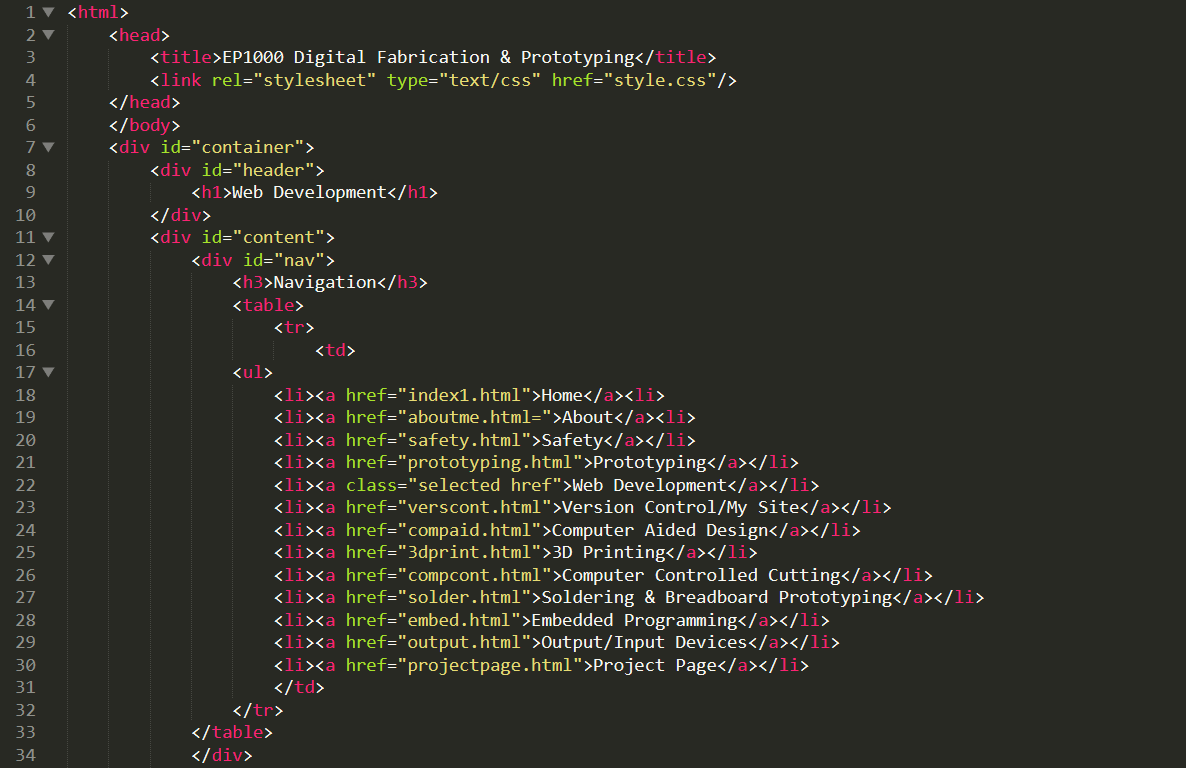 1 <html>
2 <head>
3 <title>EP1000 Digital Fabrication & Prototyping</title>
4 <link rel="stylesheet" type="text/css" href="style.css"/>
5 </head>
6 </body>
7 <div id="container">
8 <div id="header">
9 <h1>Web Development</h1>
10 </div>
11 <div id="content">
12 <div id="nav">
13 <h3>Navigation</h3>
14 <table>
15 <tr>
16 <td>
17 <ul>
18 <li><a href="index1.html">Home</a><li>
19 <li><a href="aboutme.html=">About</a><li>
20 <li><a href="safety.html">Safety</a></li>
21 <li><a href="prototyping.html">Prototyping</a></li>
22 <li><a class="selected href">Web Development</a></li>
23 <li><a href="verscont.html">Version Control/My Site</a></li>
24 <li><a href="compaid.html">Computer Aided Design</a></li>
25 <li><a href="3dprint.html">3D Printing</a></li>
26 <li><a href="compcont.html">Computer Controlled Cutting</a></li>
27 <li><a href="solder.html">Soldering & Breadboard Prototyping</a></li>
28 <li><a href="embed.html">Embedded Programming</a></li>
29 <li><a href="output.html">Output/Input Devices</a></li>
30 <li><a href="projectpage.html">Project Page</a></li>
31 </td>
32 </tr>
33 </table>
34 </div>